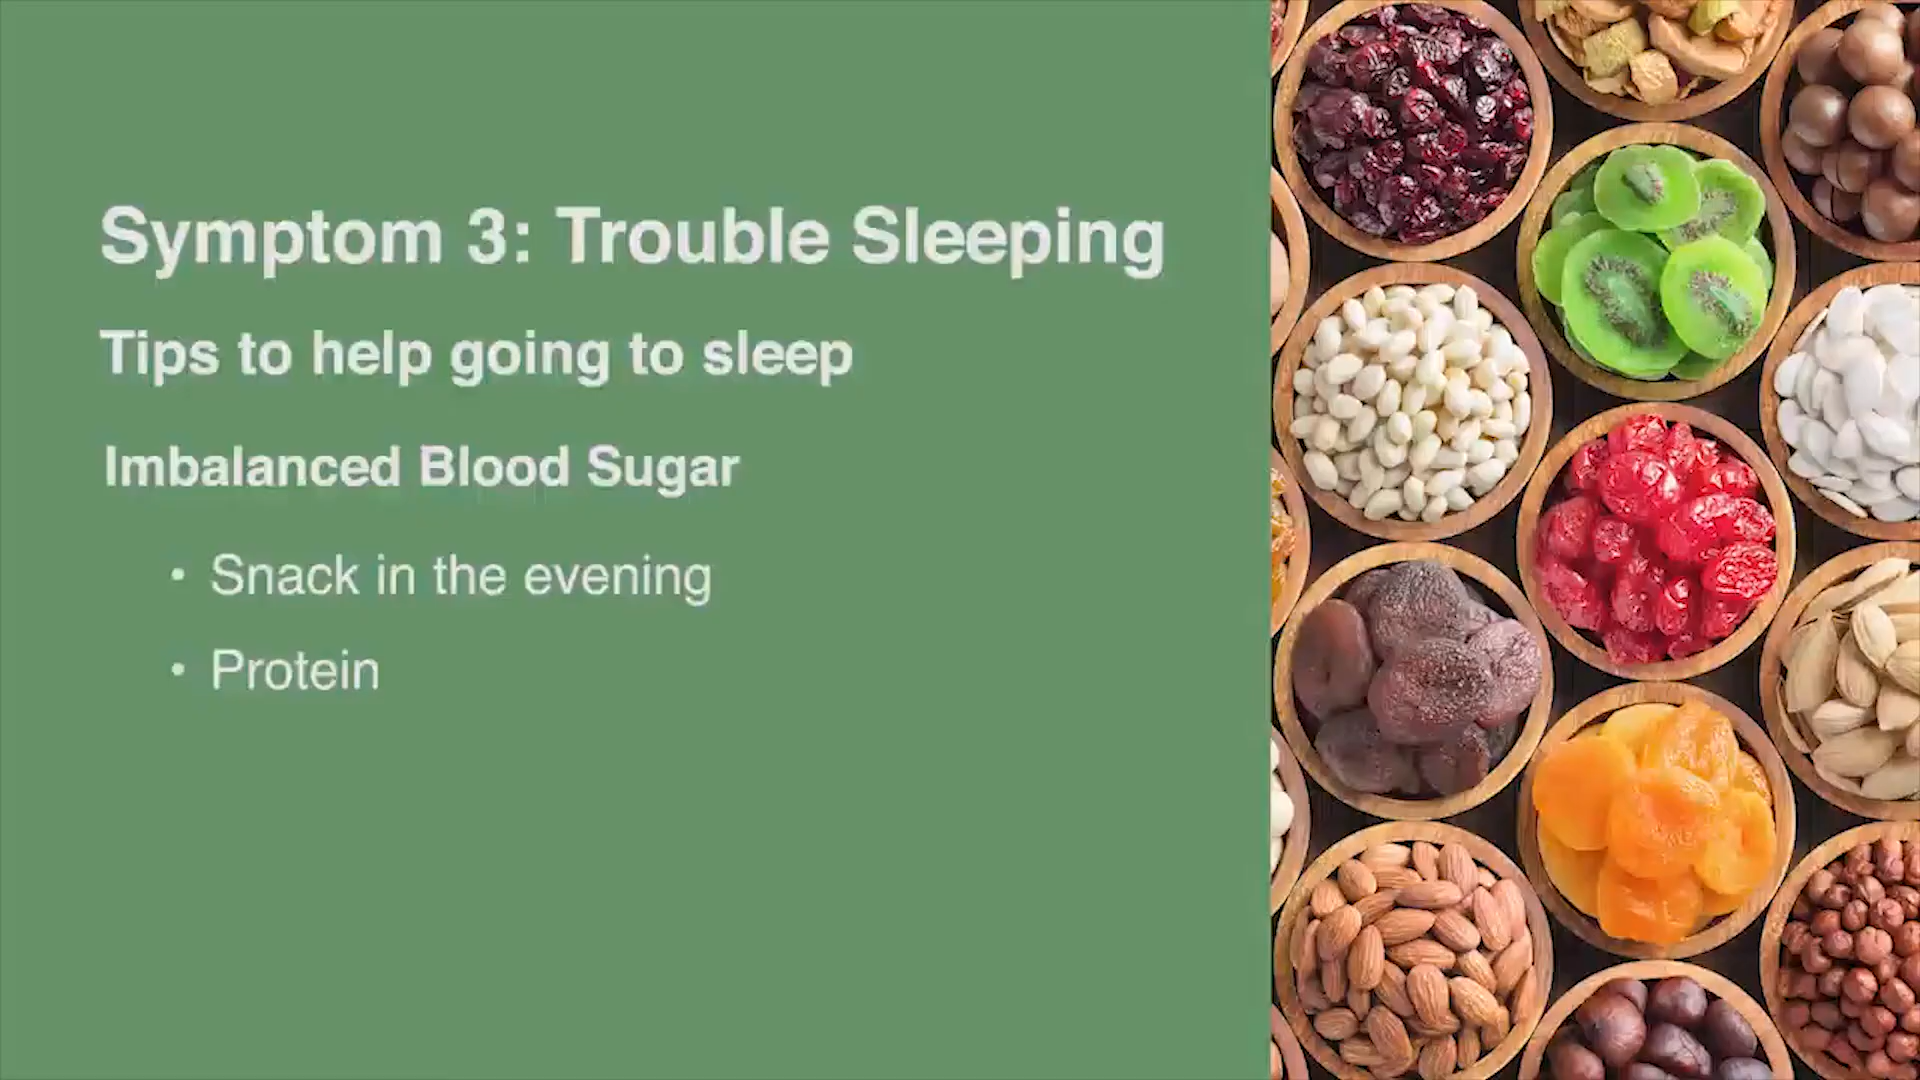 Symptom 3: Trouble Sleeping
Tips to help going to sleep
Imbalanced Blood Sugar
• Snack in the evening
• Protein